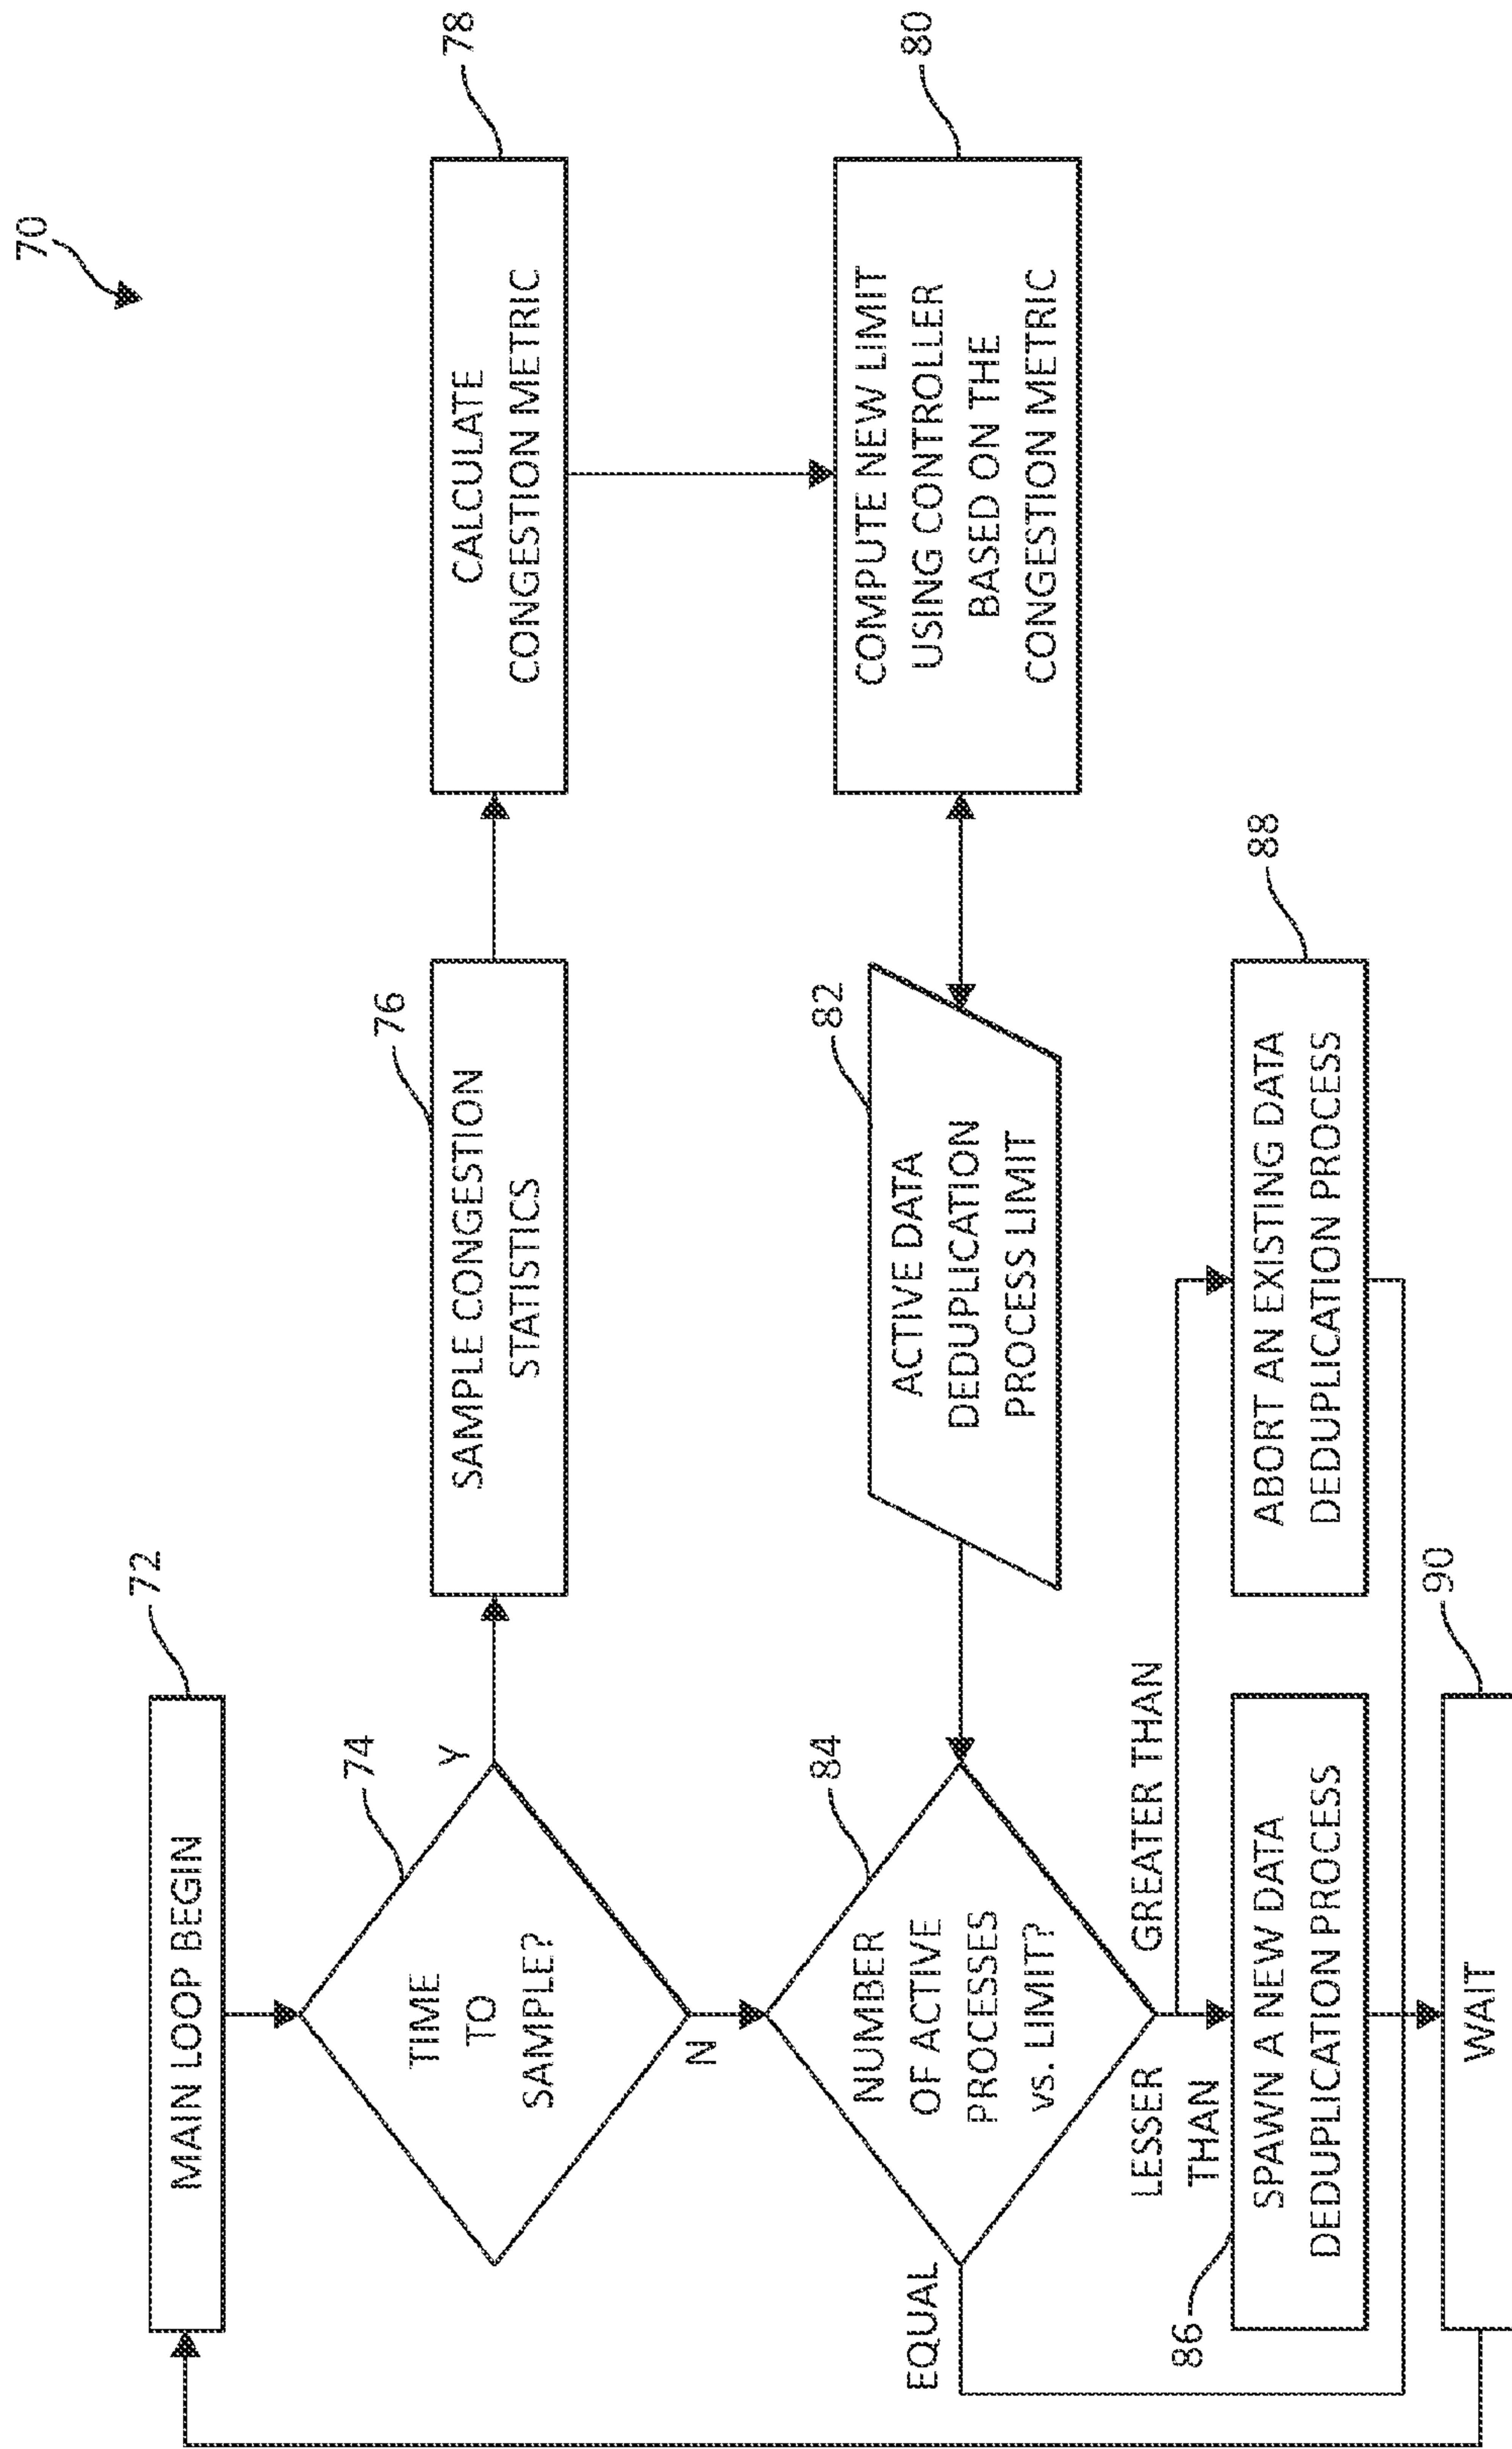 70
72
MAIN LOOP BEGIN
74
TIME
TO
SAMPLE?
Y
N
76
SAMPLE CONGESTION
STATISTICS
78
CALCULATE
CONGESTION METRIC
80
COMPUTE NEW LIMIT
USING CONTROLLER
BASED ON THE
CONGESTION METRIC
82
ACTIVE DATA
DEDUPLICATION
PROCESS LIMIT
84
NUMBER
OF ACTIVE
PROCESSES
vs. LIMIT?
EQUAL
LESSER
THAN
GREATER THAN
86
SPAWN A NEW DATA
DEDUPLICATION PROCESS
88
ABORT AN EXISTING DATA
DEDUPLICATION PROCESS
90
WAIT